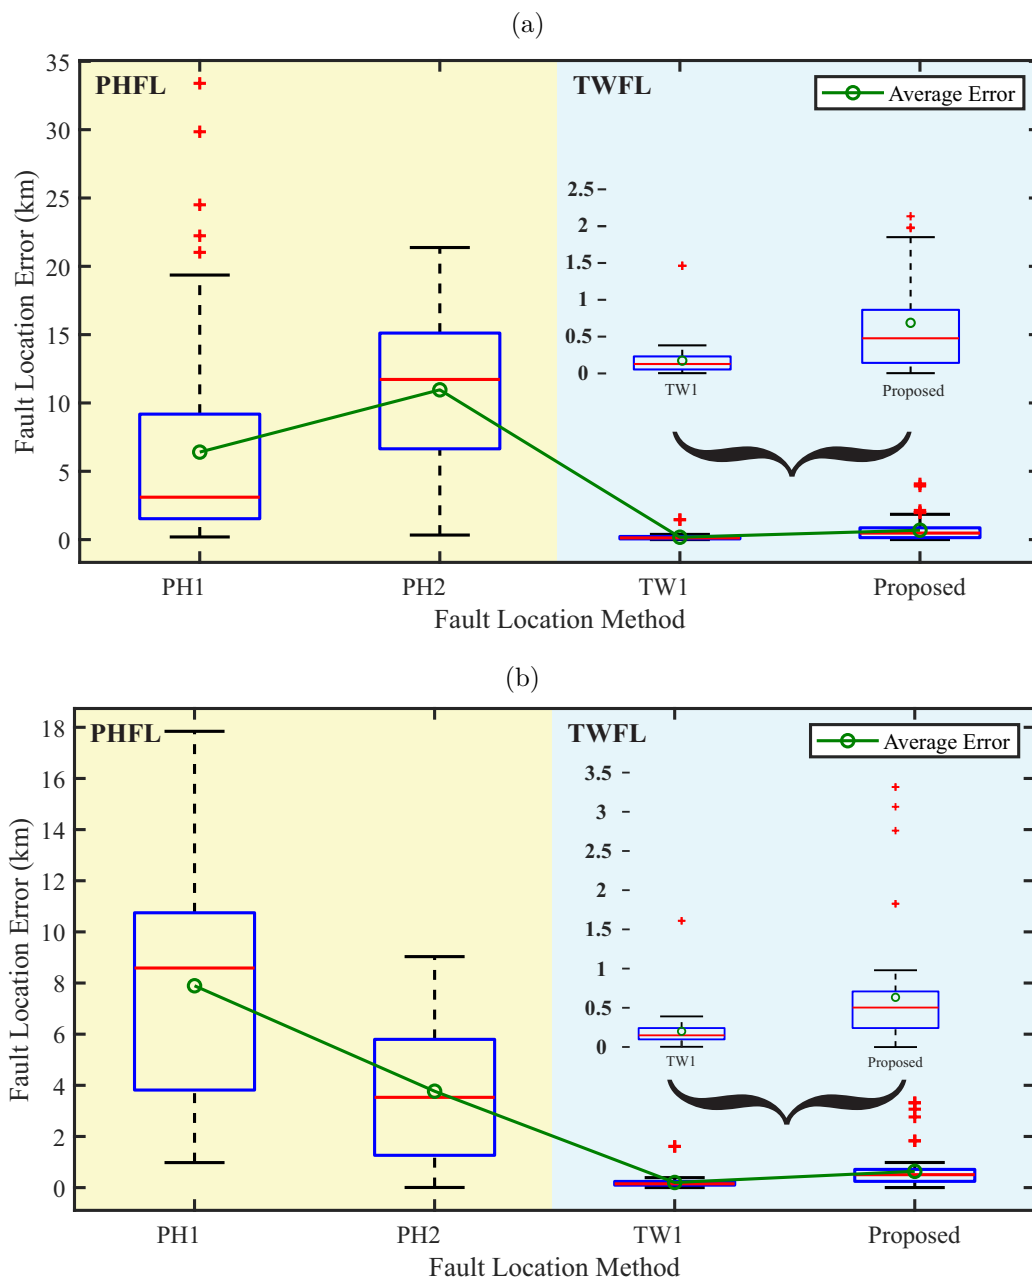 (a)
PHFL
TWFL
Average Error
35
30
25
20
15
10
5
0
Fault Location Error (km)
2.5
2
1.5
1
0.5
0
TW1
Proposed
PH1
PH2
TW1
Proposed
Fault Location Method
(b)
PHFL
TWFL
Average Error
18
16
14
12
10
8
6
4
2
0
Fault Location Error (km)
3.5
3
2.5
2
1.5
1
0.5
0
TW1
Proposed
PH1
PH2
TW1
Proposed
Fault Location Method